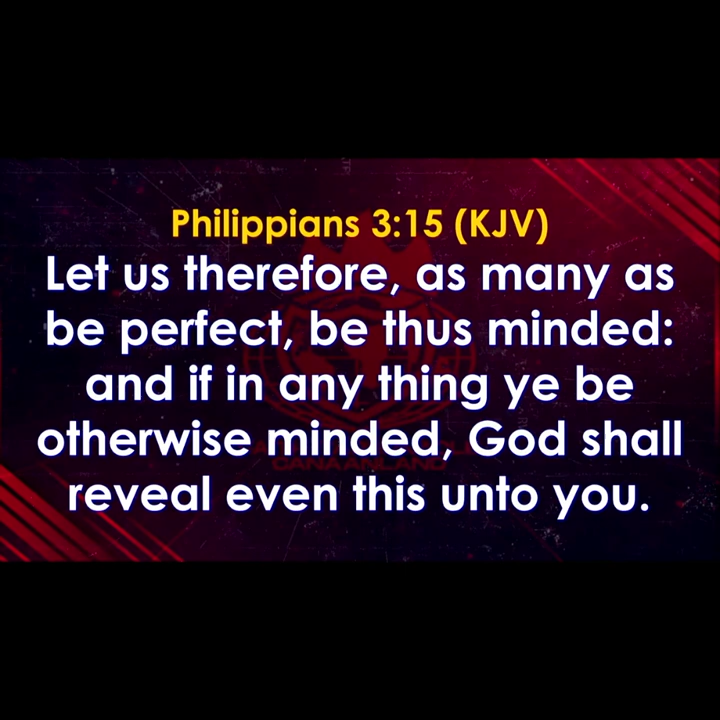 Philippians 3:15 (KJV)
Let us therefore, as many as
be perfect, be thus minded:
and if in any thing ye be
otherwise minded, God shall
reveal even this unto you.
CANAANLAND